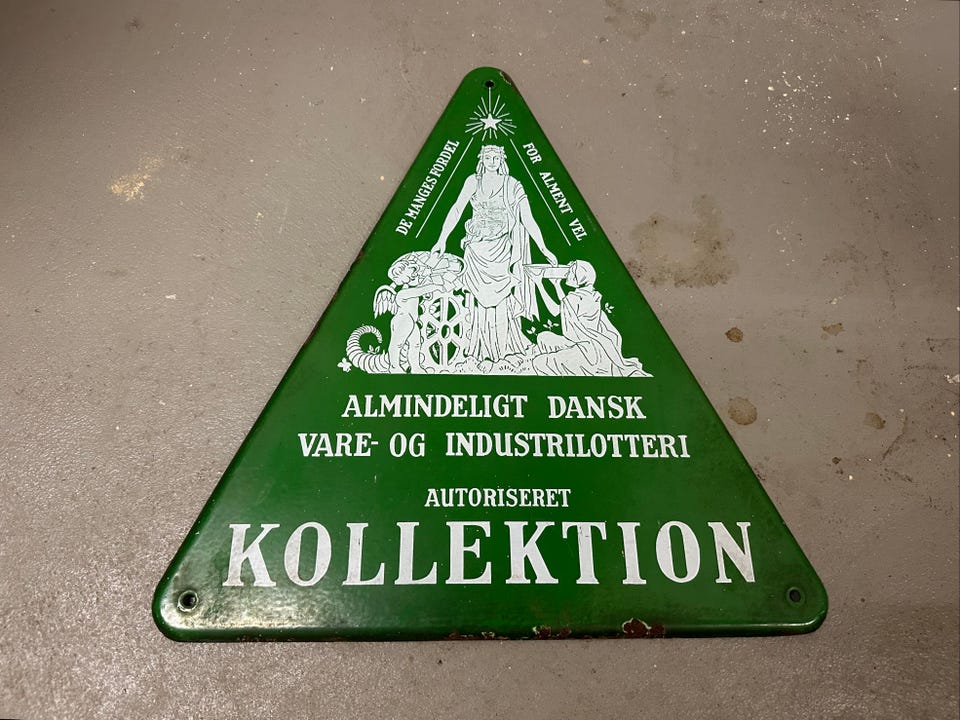 DE MANGES FORDEL
FOR ALMENT VEL
ALMINDELIGT DANSK
VARE- OG INDUSTRILOTTERI
AUTORISERET
KOLLEKTION